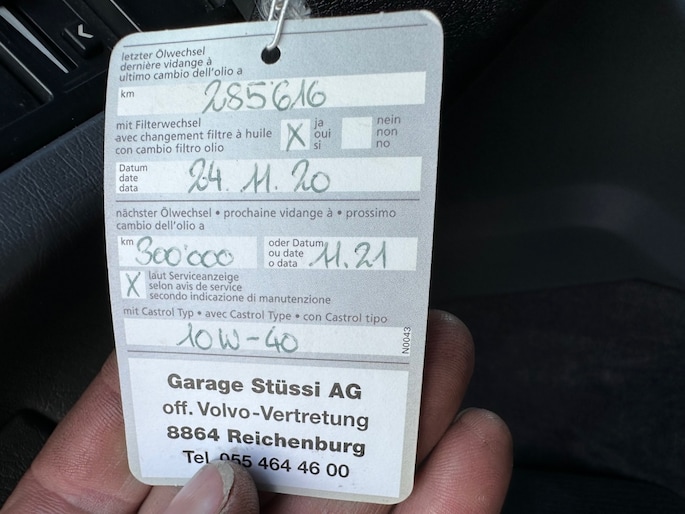 letzter Ölwechsel
dernière vidange à
ultimo cambio dell'olio a
km 285'616
mit Filterwechsel
avec changement filtre à huile
con cambio filtro olio
X ja
oui
si
nein
non
no
Datum
date
data
24. 11. 20
nächster Ölwechsel • prochaine vidange à • prossimo
cambio dell'olio a
km 300'000
oder Datum
ou date
o data
11.21
X laut Serviceanzeige
selon avis de service
secondo indicazione di manutenzione
mit Castrol Typ • avec Castrol Type • con Castrol tipo
10W-40
N0043
Garage Stüssi AG
off. Volvo-Vertretung
8864 Reichenburg
Tel 055 464 46 00